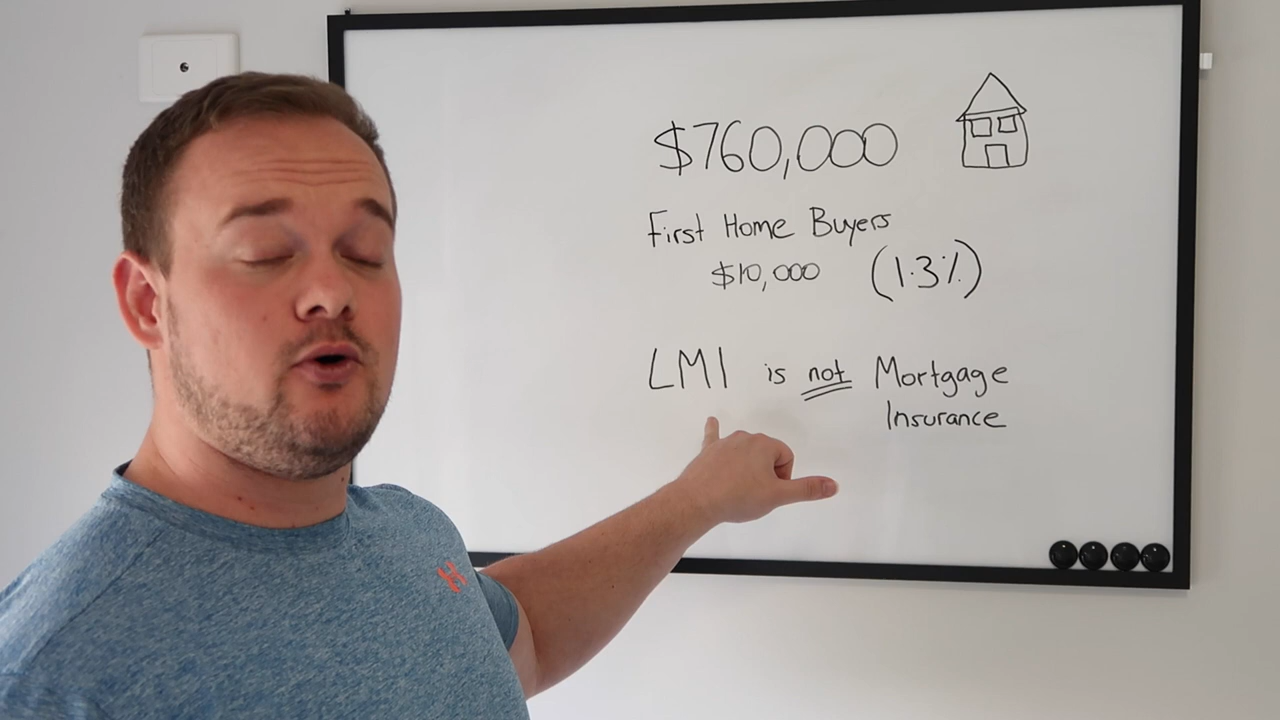 $760,000
First Home Buyers
$10,000 (1.3%)
LMI is not Mortgage
Insurance